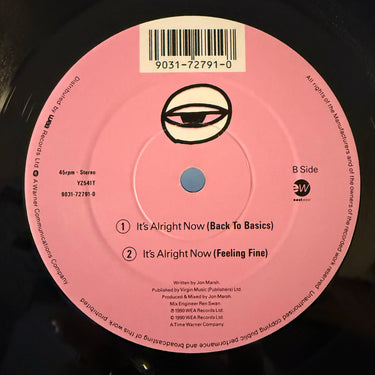 9031-72791-0
45rpm · Stereo
YZ541T
9031-72791-0
B Side
ew
east west
1 It's Alright Now (Back To Basics)
2 It's Alright Now (Feeling Fine)
Written by Jon Marsh.
Published by Virgin Music (Publishers) Ltd.
Produced & Mixed by Jon Marsh.
Mix Engineer Ren Swan.
℗ 1990 WEA Records Ltd.
© 1990 WEA Records Ltd.
A Time Warner Company.
Distributed by wea Records Ltd A Warner Communications Company
All rights of the Manufacturer and of the owners of the recorded work reserved. Unauthorised copying public performance and broadcasting of this work prohibited.